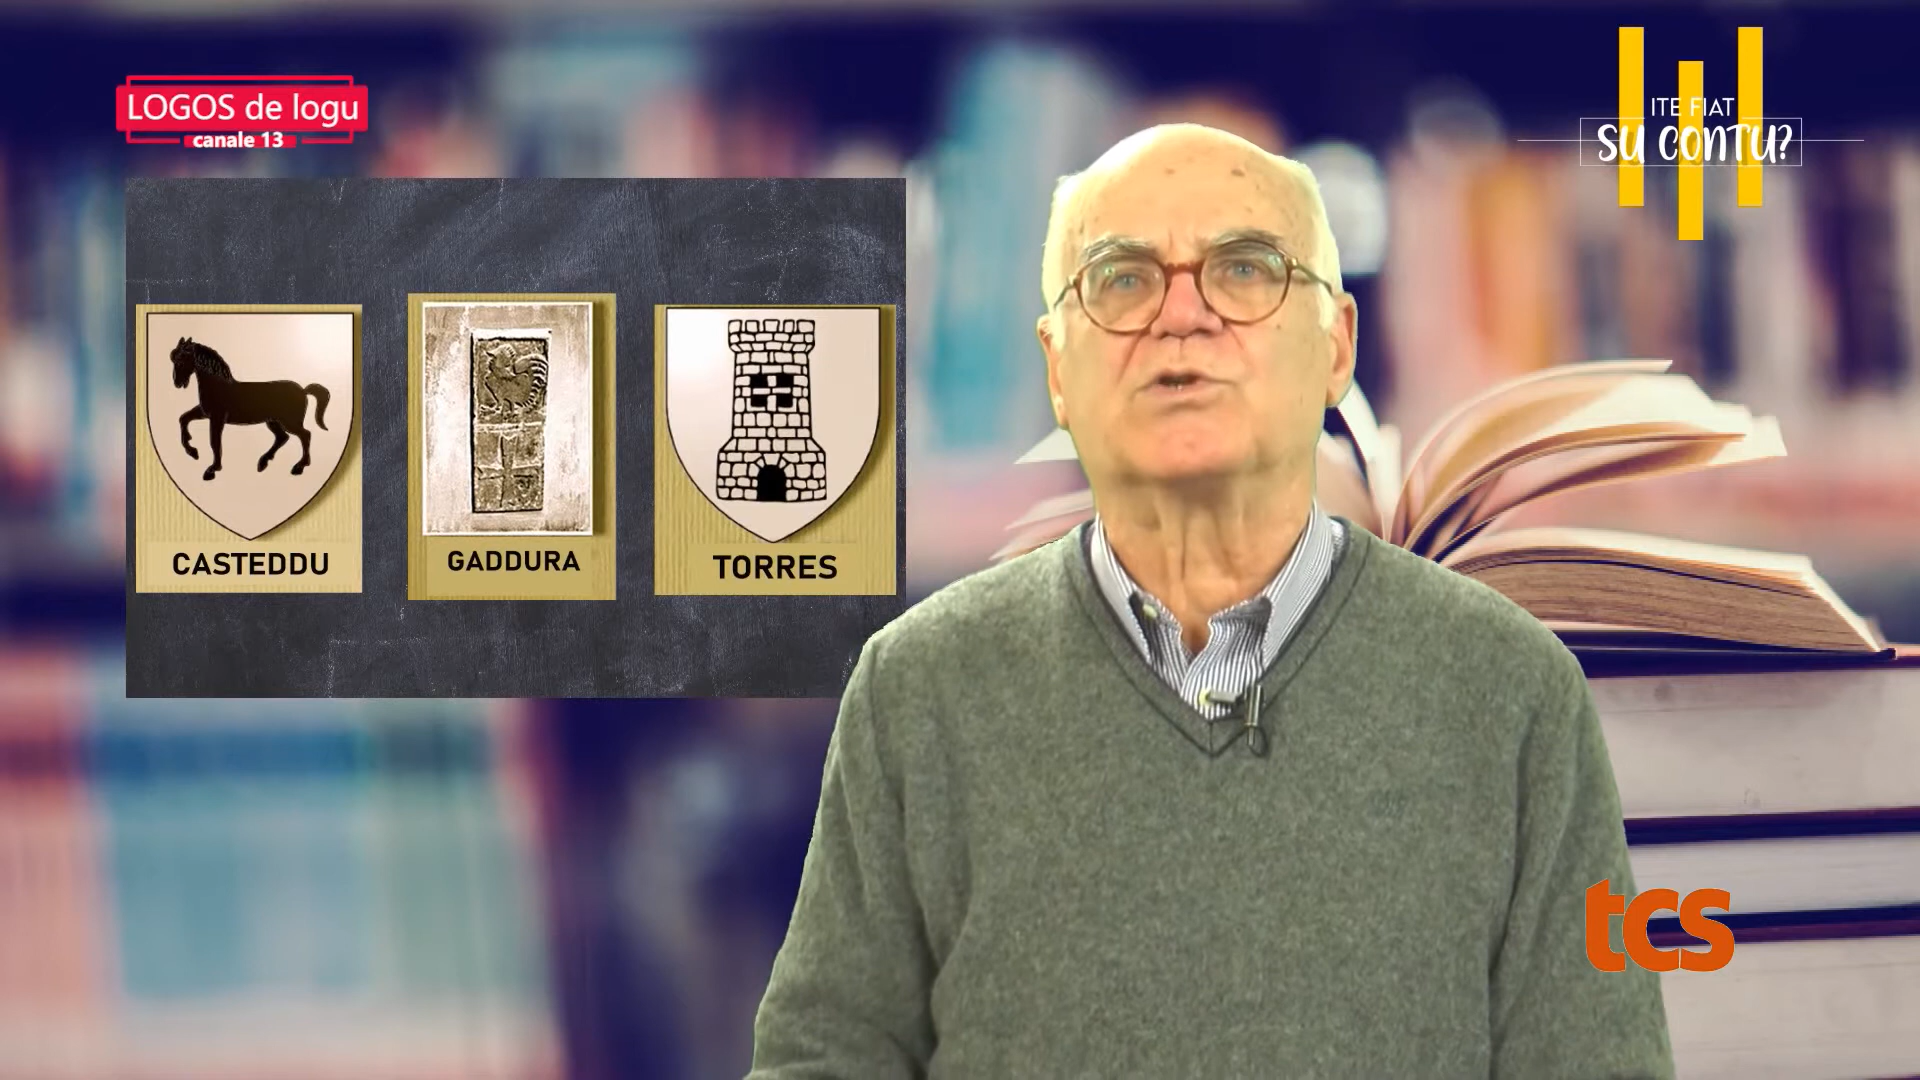 LOGOS de logu
canale 13
ITE FIAT
SU CONTU?
CASTEDDU
GADDURA
TORRES
tcs